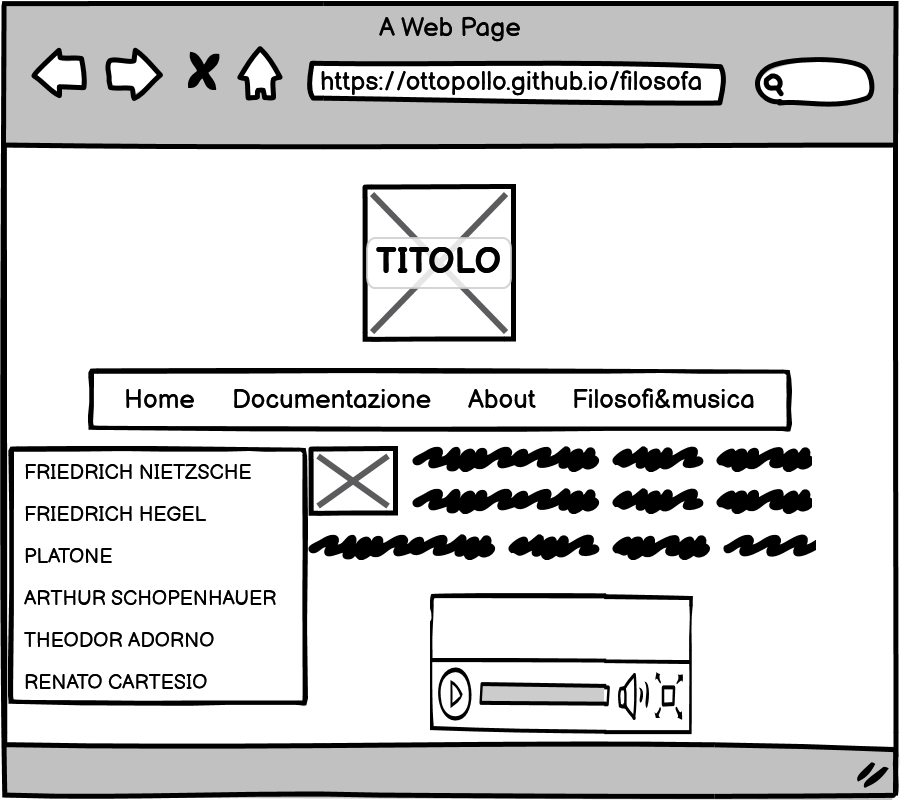 A Web Page
https://ottopollo.github.io/filosofa
TITOLO
Home Documentazione About Filosofi&musica
FRIEDRICH NIETZSCHE
FRIEDRICH HEGEL
PLATONE
ARTHUR SCHOPENHAUER
THEODOR ADORNO
RENATO CARTESIO